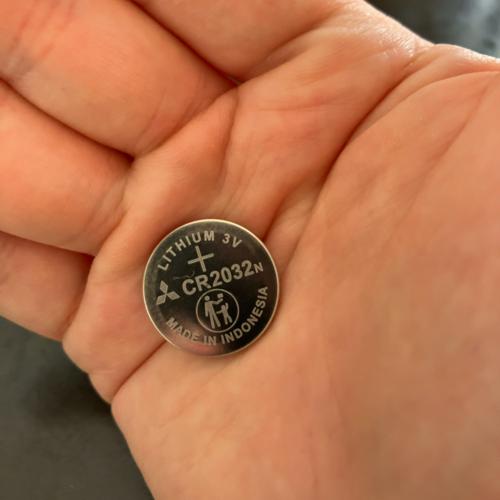 LITHIUM 3V
+
CR2032N
MADE IN INDONESIA